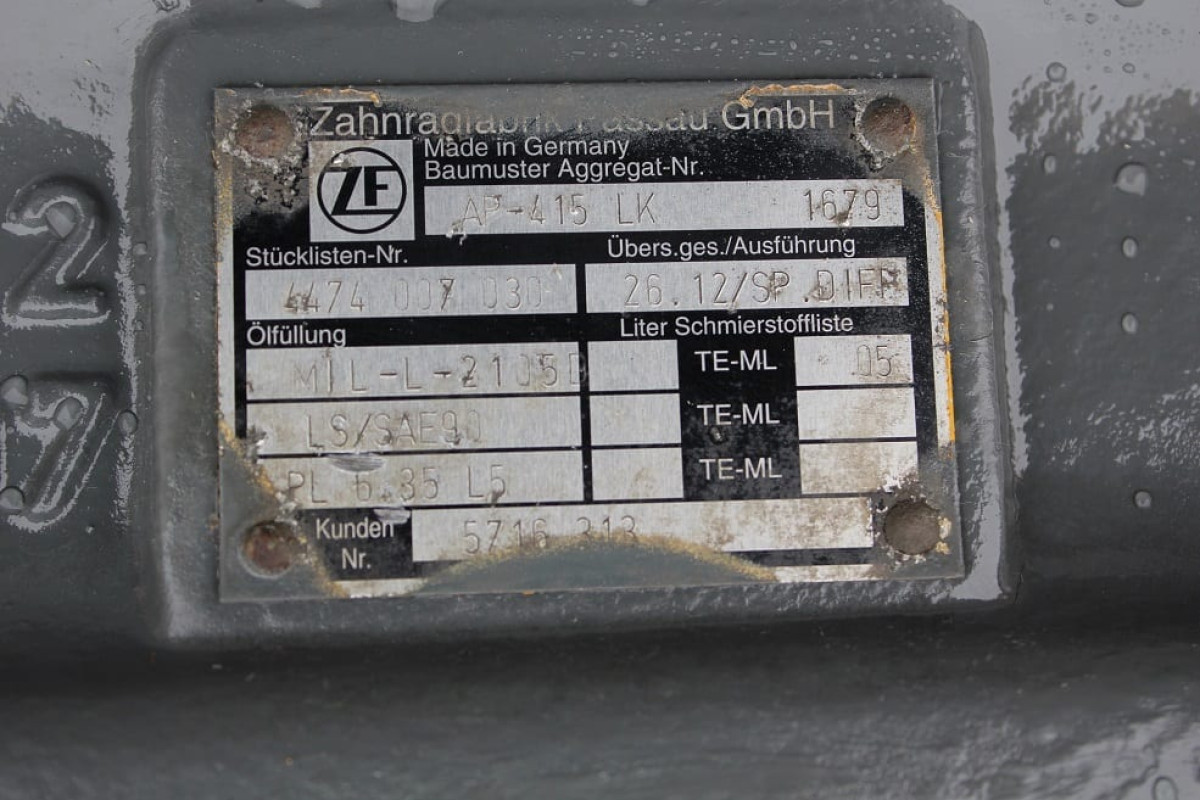 Zahnradfabrik Passau GmbH
ZF
Made in Germany
Baumuster Aggregat-Nr.
AP-415 LK 1679
Stücklisten-Nr. Übers.ges./Ausführung
4474 007 030 26.12/SP.DIFF
Ölfüllung Liter Schmierstoffliste
MIL-L-2105D TE-ML 05
LS/SAE90 TE-ML
PL 6.35 L5 TE-ML
Kunden 5716 313
Nr.
2
7